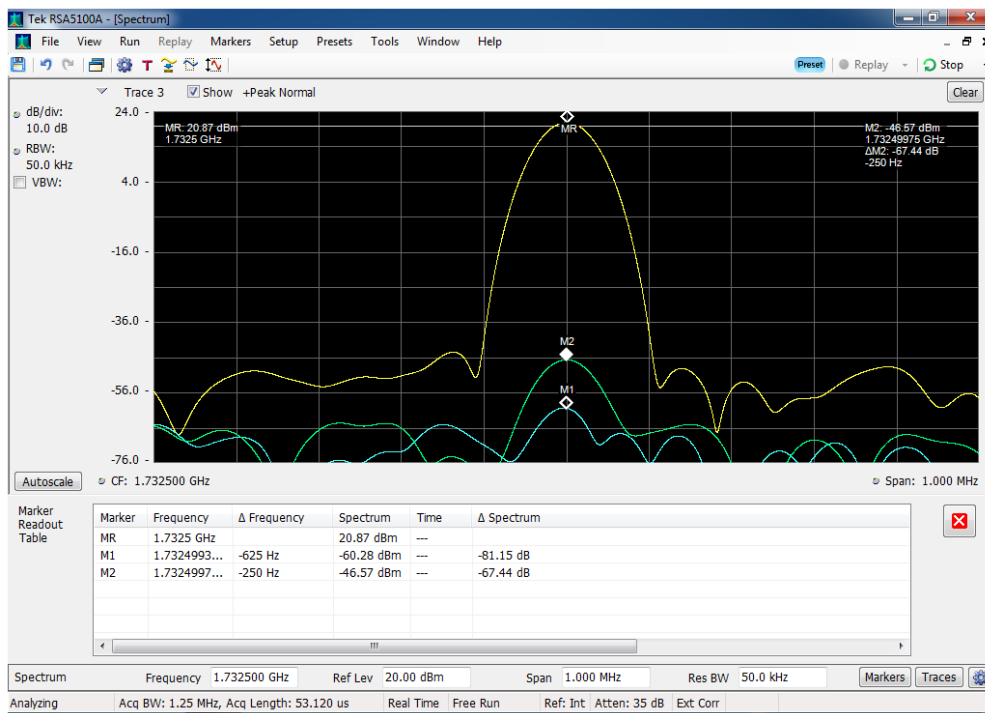 Tek RSA5100A - [Spectrum]
File View Run Replay Markers Setup Presets Tools Window Help
T Preset Replay Stop
Trace 3 Show +Peak Normal Clear
dB/div:
10.0 dB
RBW:
50.0 kHz
VBW:
24.0 -
4.0 -
-16.0 -
-36.0 -
-56.0 -
-76.0 -
MR: 20.87 dBm
1.7325 GHz
MR
M2: -46.57 dBm
1.73249975 GHz
ΔM2: -67.44 dB
-250 Hz
M2
M1
Autoscale CF: 1.732500 GHz Span: 1.000 MHz
Marker
Readout
Table
Marker Frequency Δ Frequency Spectrum Time Δ Spectrum
MR 1.7325 GHz 20.87 dBm ---
M1 1.7324993... -625 Hz -60.28 dBm --- -81.15 dB
M2 1.7324997... -250 Hz -46.57 dBm --- -67.44 dB
Spectrum Frequency 1.732500 GHz Ref Lev 20.00 dBm Span 1.000 MHz Res BW 50.0 kHz Markers Traces
Analyzing Acq BW: 1.25 MHz, Acq Length: 53.120 us Real Time Free Run Ref: Int Atten: 35 dB Ext Corr